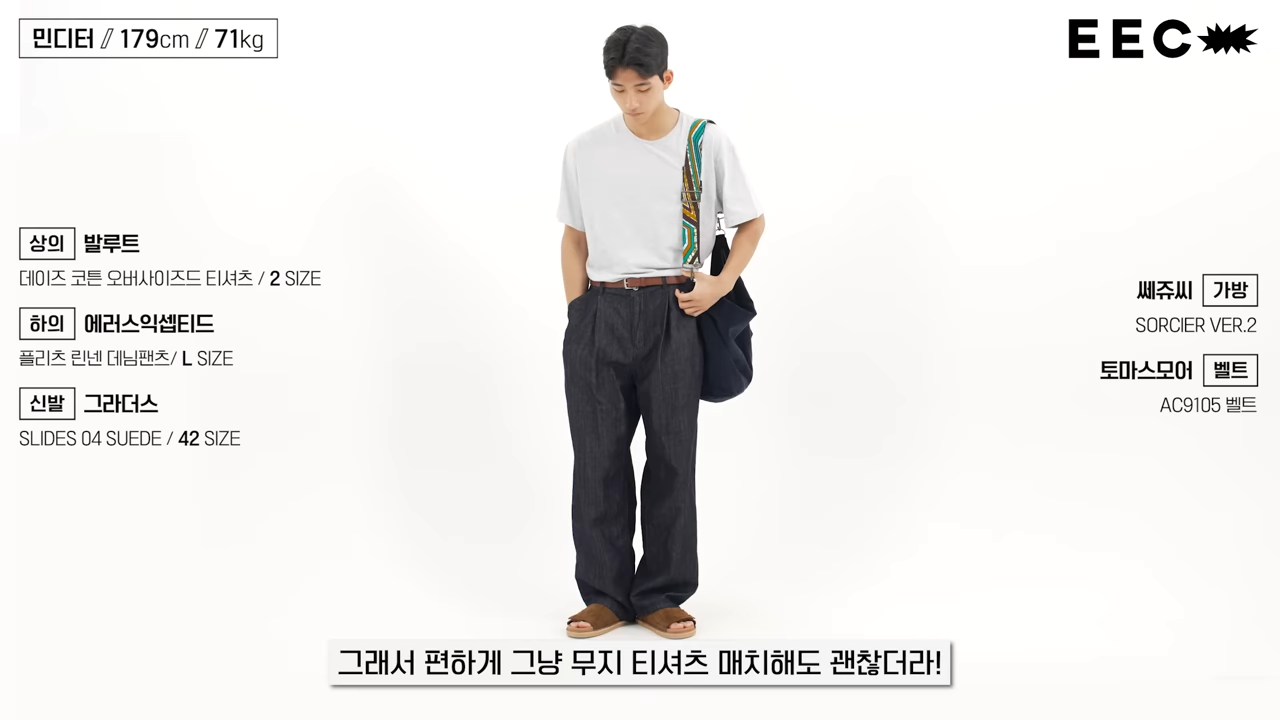 민디터 // 179cm // 71kg
EEC
상의 발루트
데이즈 코튼 오버사이즈드 티셔츠 / 2 SIZE
하의 에러스익셉티드
플리츠 린넨 데님팬츠/ L SIZE
신발 그라더스
SLIDES 04 SUEDE / 42 SIZE
쎄쥬씨 가방
SORCIER VER.2
토마스모어 벨트
AC9105 벨트
그래서 편하게 그냥 무지 티셔츠 매치해도 괜찮더라!